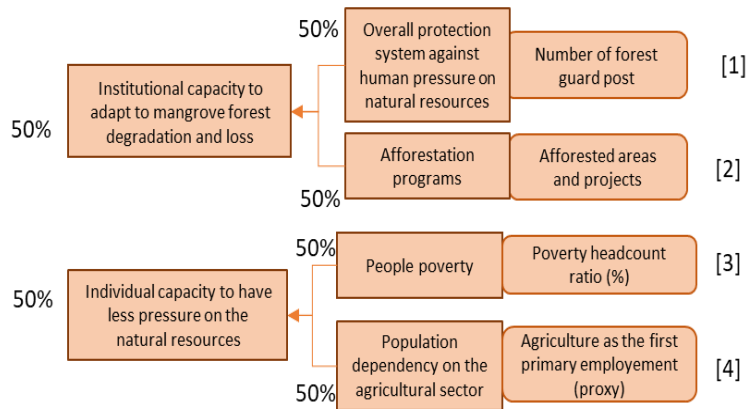 50%
Overall protection
system against
human pressure on
natural resources
Number of forest
guard post
[1]
Institutional capacity to
adapt to mangrove forest
degradation and loss
50%
Afforestation
programs
Afforested areas
and projects
[2]
50%
50%
People poverty
Poverty headcount
ratio (%)
[3]
50%
Individual capacity to have
less pressure on the
natural resources
Population
dependency on the
agricultural sector
Agriculture as the first
primary employement
(proxy)
[4]
50%